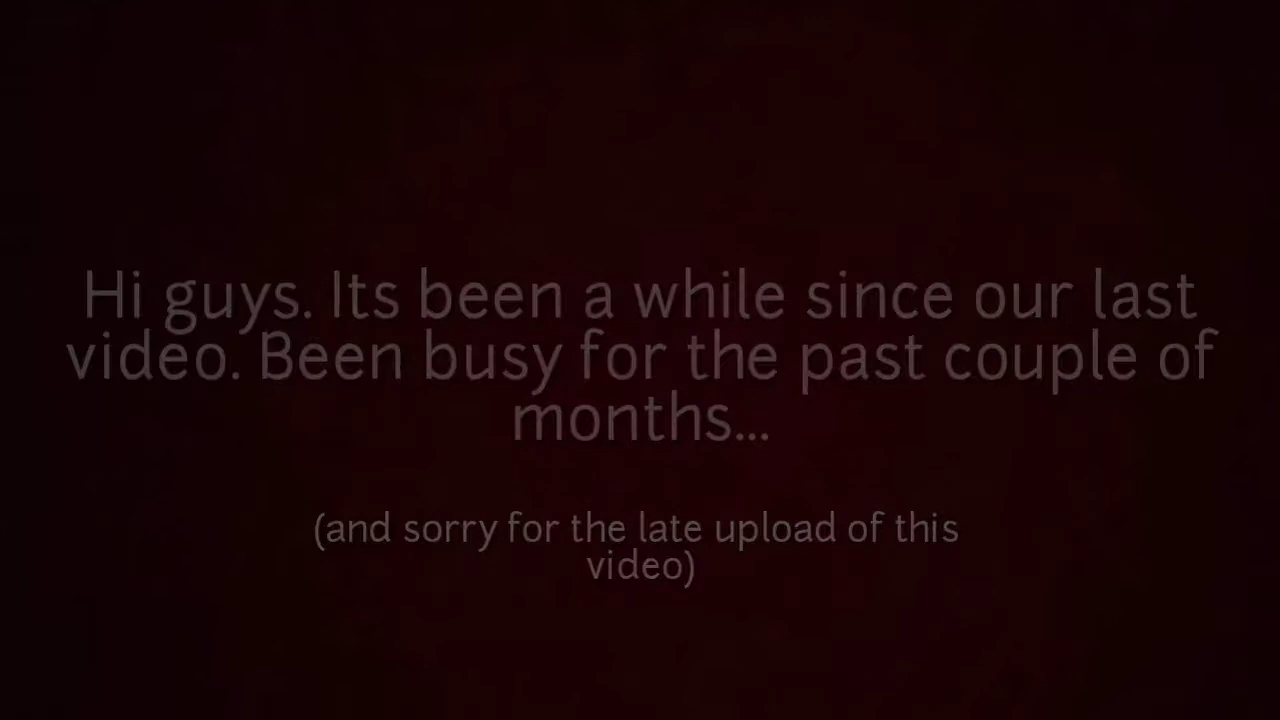 Hi guys. Its been a while since our last
video. Been busy for the past couple of
months...
(and sorry for the late upload of this
video)